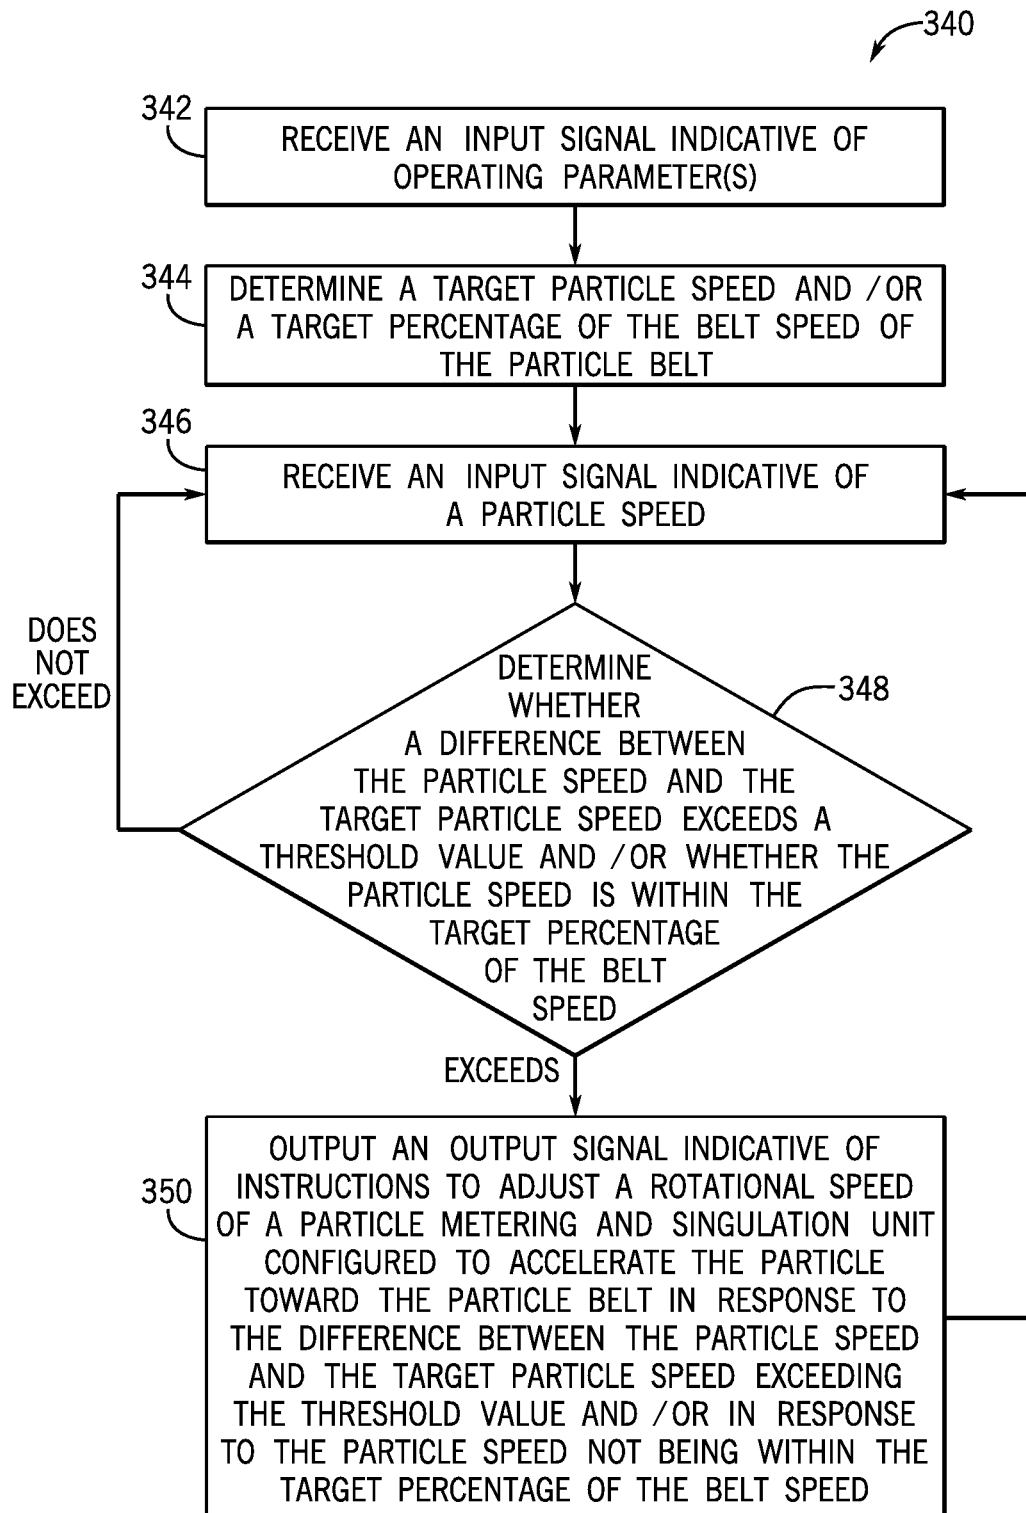 340
342
RECEIVE AN INPUT SIGNAL INDICATIVE OF
OPERATING PARAMETER(S)
344
DETERMINE A TARGET PARTICLE SPEED AND /OR
A TARGET PERCENTAGE OF THE BELT SPEED OF
THE PARTICLE BELT
346
RECEIVE AN INPUT SIGNAL INDICATIVE OF
A PARTICLE SPEED
DOES
NOT
EXCEED
348
DETERMINE
WHETHER
A DIFFERENCE BETWEEN
THE PARTICLE SPEED AND THE
TARGET PARTICLE SPEED EXCEEDS A
THRESHOLD VALUE AND /OR WHETHER THE
PARTICLE SPEED IS WITHIN THE
TARGET PERCENTAGE
OF THE BELT
SPEED
EXCEEDS
350
OUTPUT AN OUTPUT SIGNAL INDICATIVE OF
INSTRUCTIONS TO ADJUST A ROTATIONAL SPEED
OF A PARTICLE METERING AND SINGULATION UNIT
CONFIGURED TO ACCELERATE THE PARTICLE
TOWARD THE PARTICLE BELT IN RESPONSE TO
THE DIFFERENCE BETWEEN THE PARTICLE SPEED
AND THE TARGET PARTICLE SPEED EXCEEDING
THE THRESHOLD VALUE AND /OR IN RESPONSE
TO THE PARTICLE SPEED NOT BEING WITHIN THE
TARGET PERCENTAGE OF THE BELT SPEED